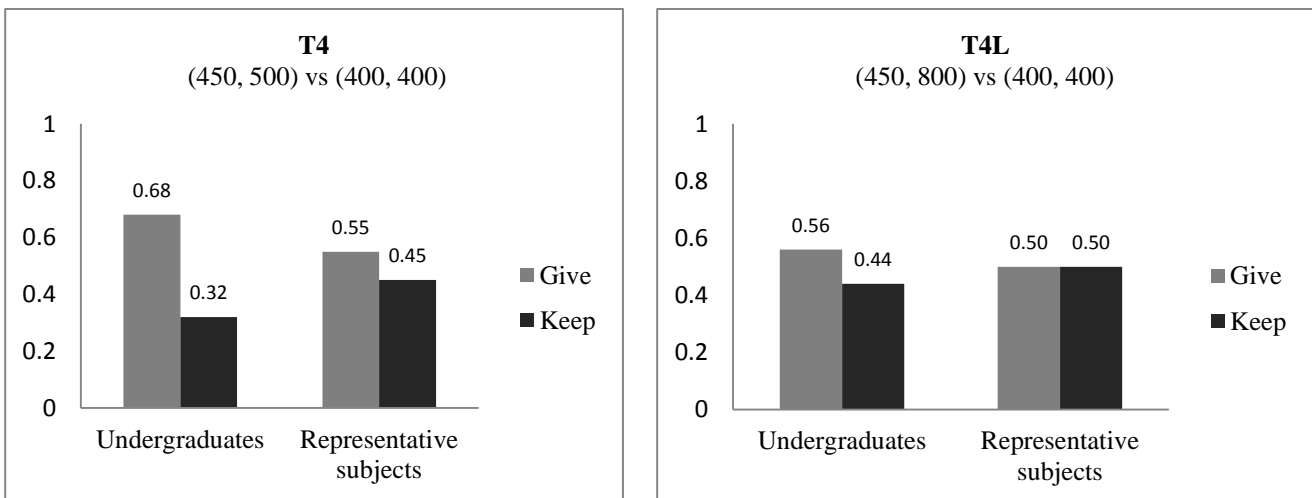 T4
(450, 500) vs (400, 400)
1
0.8
0.6
0.4
0.2
0
0.68
0.32
0.55
0.45
Undergraduates
Representative
subjects
Give
Keep
T4L
(450, 800) vs (400, 400)
1
0.8
0.6
0.4
0.2
0
0.56
0.44
0.50
0.50
Undergraduates
Representative
subjects
Give
Keep